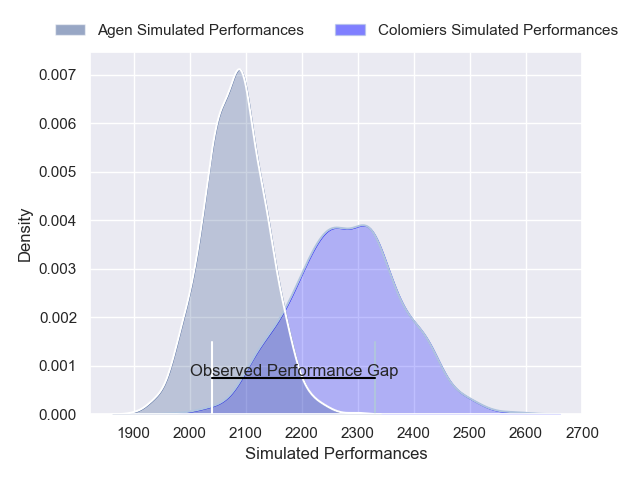 Agen Simulated Performances
Colomiers Simulated Performances
0.007
0.006
0.005
0.004
0.003
0.002
0.001
0.000
Density
Observed Performance Gap
1900 2000 2100 2200 2300 2400 2500 2600 2700
Simulated Performances